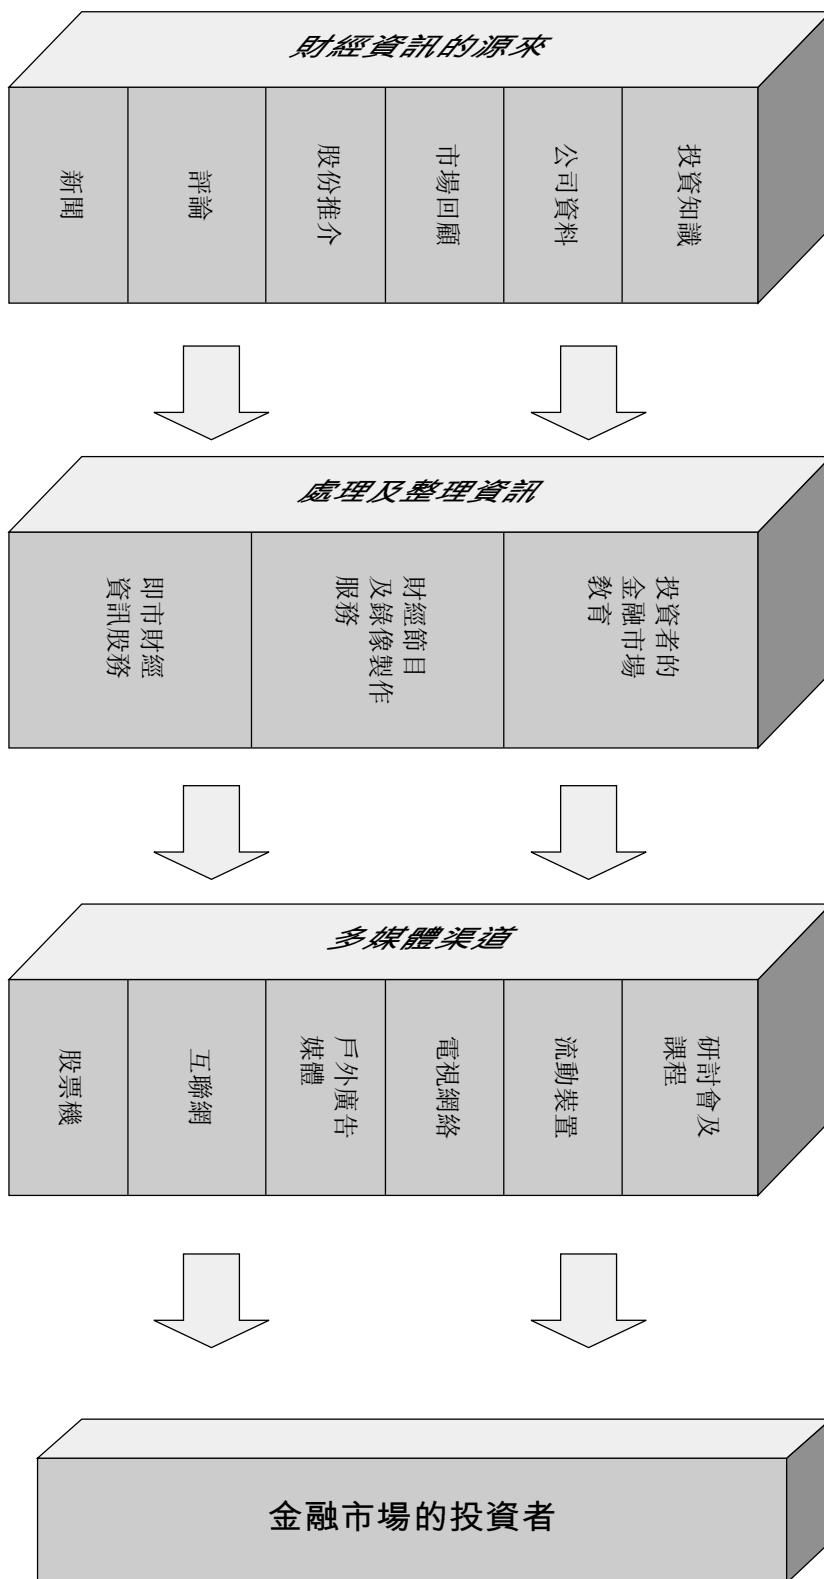 財經資訊的源來
新聞
評論
股份推介
市場回顧
公司資料
投資知識
處理及整理資訊
即市財經
資訊股務
財經節目
及錄像製作
服務
投資者的
金融市場
教育
多媒體渠道
股票機
互聯網
戶外廣告
媒體
電視網絡
流動裝置
研討會及
課程
金融市場的投資者